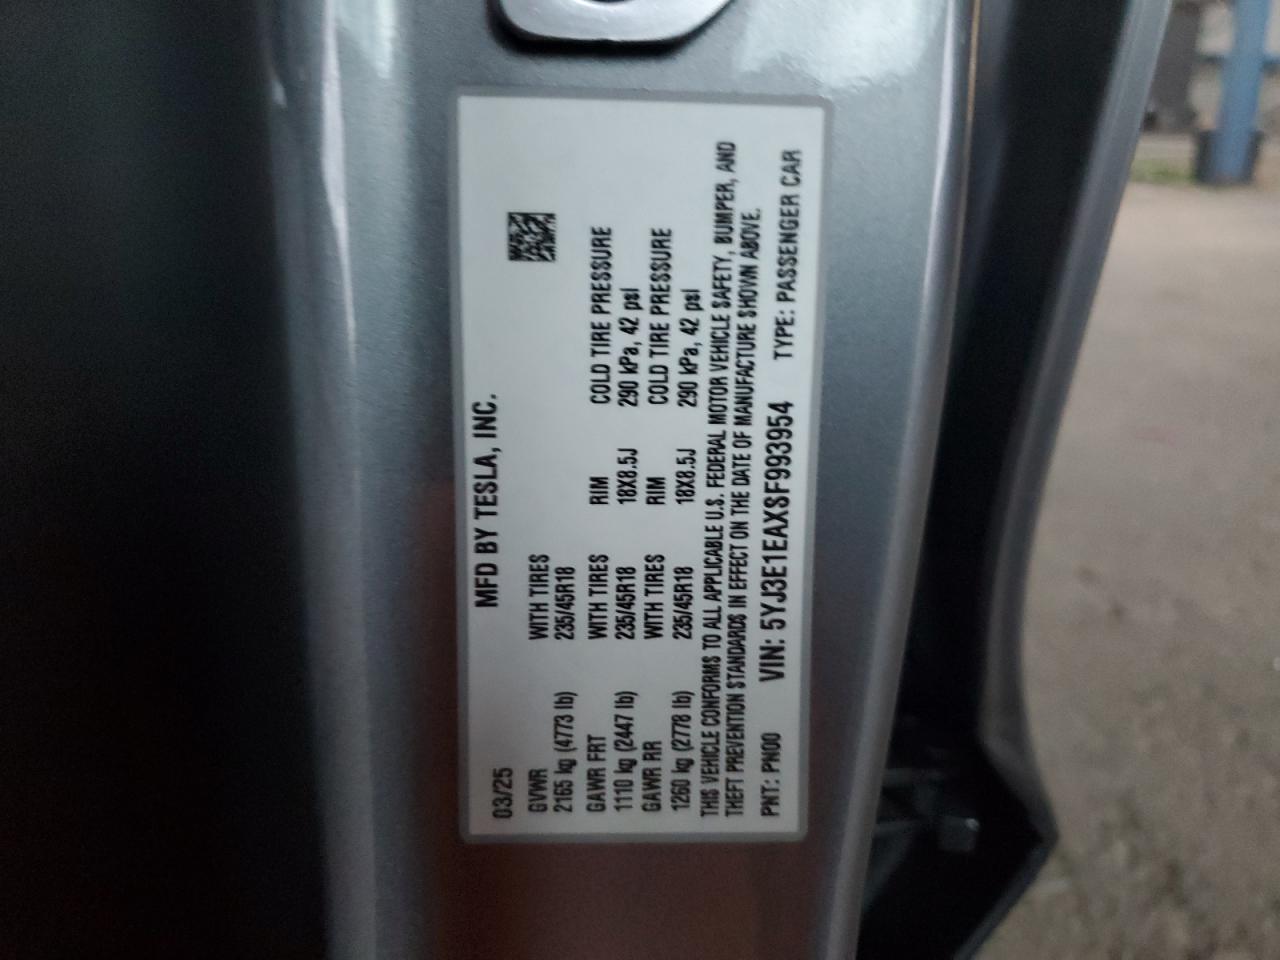 MFD BY TESLA, INC.
03/25
GVWR WITH TIRES
2165 kg (4773 lb) 235/45R18
GAWR FRT WITH TIRES RIM COLD TIRE PRESSURE
1110 kg (2447 lb) 235/45R18 18X8.5J 290 kPa, 42 psi
GAWR RR WITH TIRES RIM COLD TIRE PRESSURE
1260 kg (2778 lb) 235/45R18 18X8.5J 290 kPa, 42 psi
THIS VEHICLE CONFORMS TO ALL APPLICABLE U.S. FEDERAL MOTOR VEHICLE SAFETY, BUMPER, AND
THEFT PREVENTION STANDARDS IN EFFECT ON THE DATE OF MANUFACTURE SHOWN ABOVE.
PNT: PN00 VIN: 5YJ3E1EAXSF993954 TYPE: PASSENGER CAR